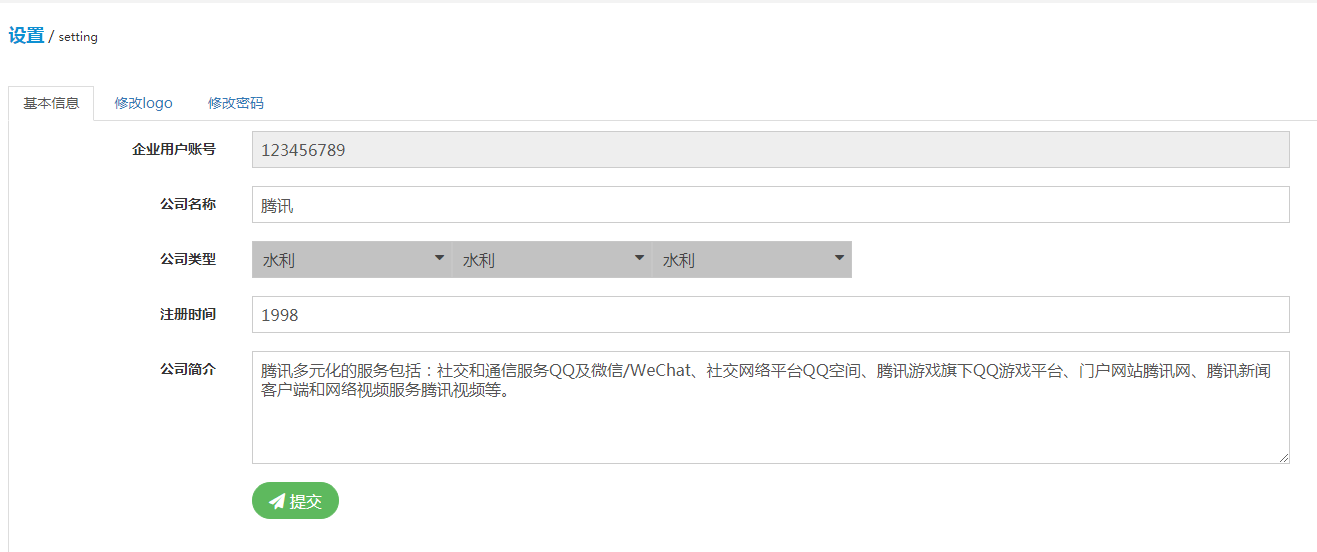 设置 / setting
基本信息 修改logo 修改密码
企业用户账号 123456789
公司名称 腾讯
公司类型 水利 水利 水利
注册时间 1998
公司简介 腾讯多元化的服务包括：社交和通信服务QQ及微信/WeChat、社交网络平台QQ空间、腾讯游戏旗下QQ游戏平台、门户网站腾讯网、腾讯新闻
客户端和网络视频服务腾讯视频等。
提交